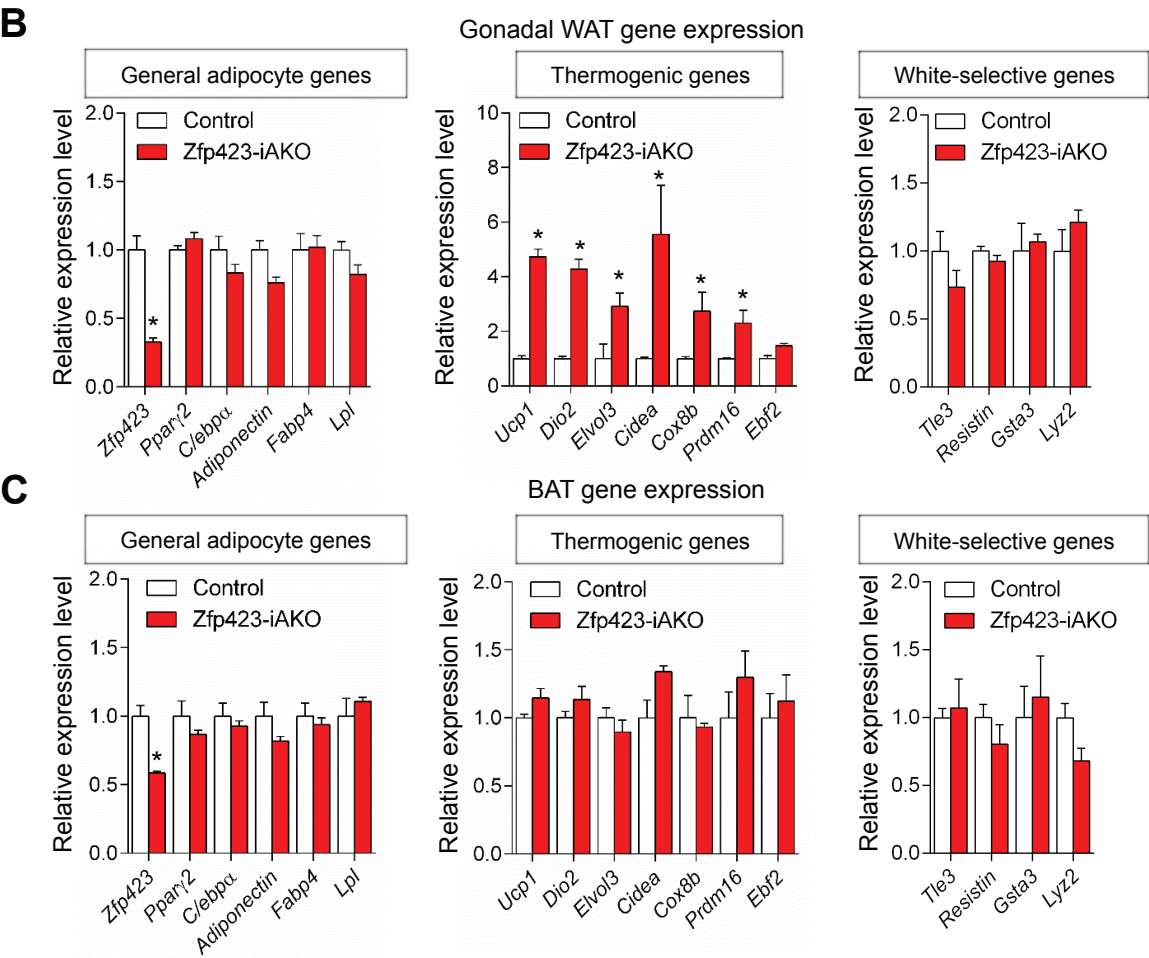 B
Gonadal WAT gene expression
General adipocyte genes
Relative expression level
2.0
1.5
1.0
0.5
0.0
Control
Zfp423-iAKO
*
Zfp423
Pparγ2
C/ebpα
Adiponectin
Fabp4
Lpl
Thermogenic genes
Relative expression level
10
8
6
4
2
0
Control
Zfp423-iAKO
*
*
*
*
*
*
Ucp1
Dio2
Elvol3
Cidea
Cox8b
Prdm16
Ebf2
White-selective genes
Relative expression level
2.0
1.5
1.0
0.5
0.0
Control
Zfp423-iAKO
Tle3
Resistin
Gsta3
Lyz2
C
BAT gene expression
General adipocyte genes
Relative expression level
2.0
1.5
1.0
0.5
0.0
Control
Zfp423-iAKO
*
Zfp423
Pparγ2
C/ebpα
Adiponectin
Fabp4
Lpl
Thermogenic genes
Relative expression level
2.0
1.5
1.0
0.5
0.0
Control
Zfp423-iAKO
Ucp1
Dio2
Elvol3
Cidea
Cox8b
Prdm16
Ebf2
White-selective genes
Relative expression level
2.0
1.5
1.0
0.5
0.0
Control
Zfp423-iAKO
Tle3
Resistin
Gsta3
Lyz2